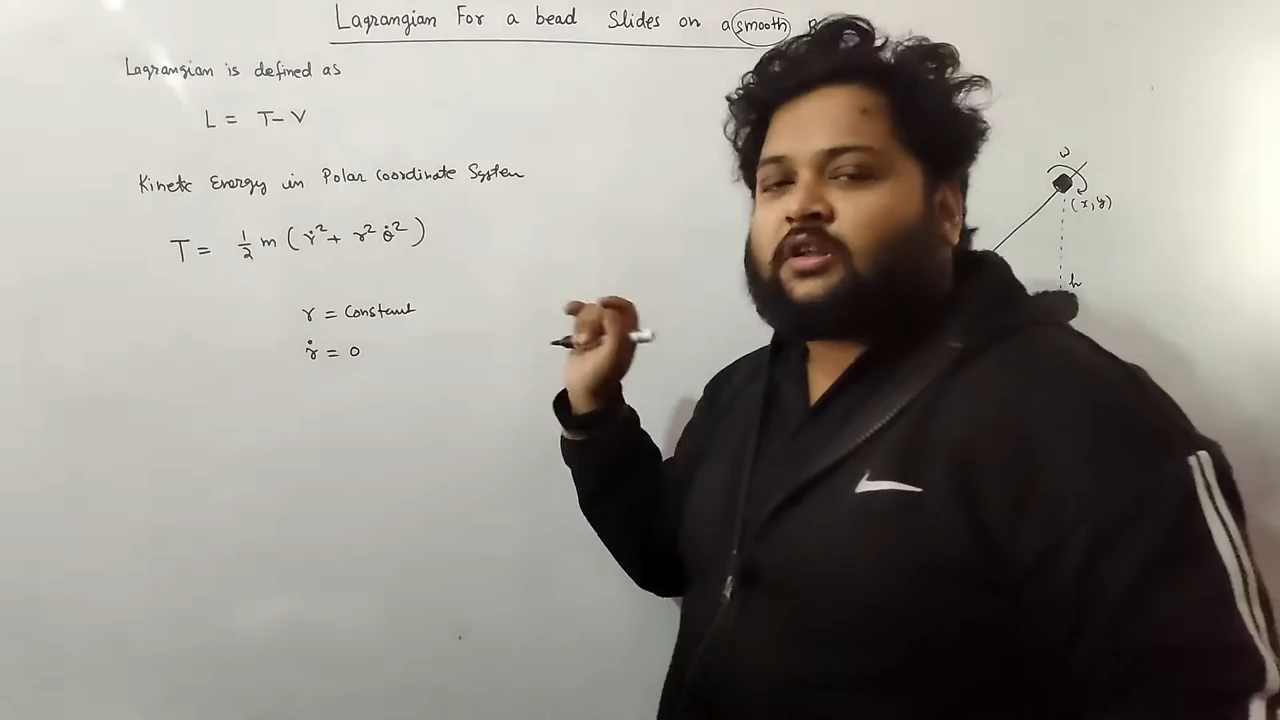 Lagrangian For a bead Slides on a smooth
Lagrangian is defined as
L = T - V
Kinetic Energy in Polar coordinate System
T = 1/2 m (ṙ² + r² θ̇²)
r = Constant
ṙ = 0
ω
(x, y)
h